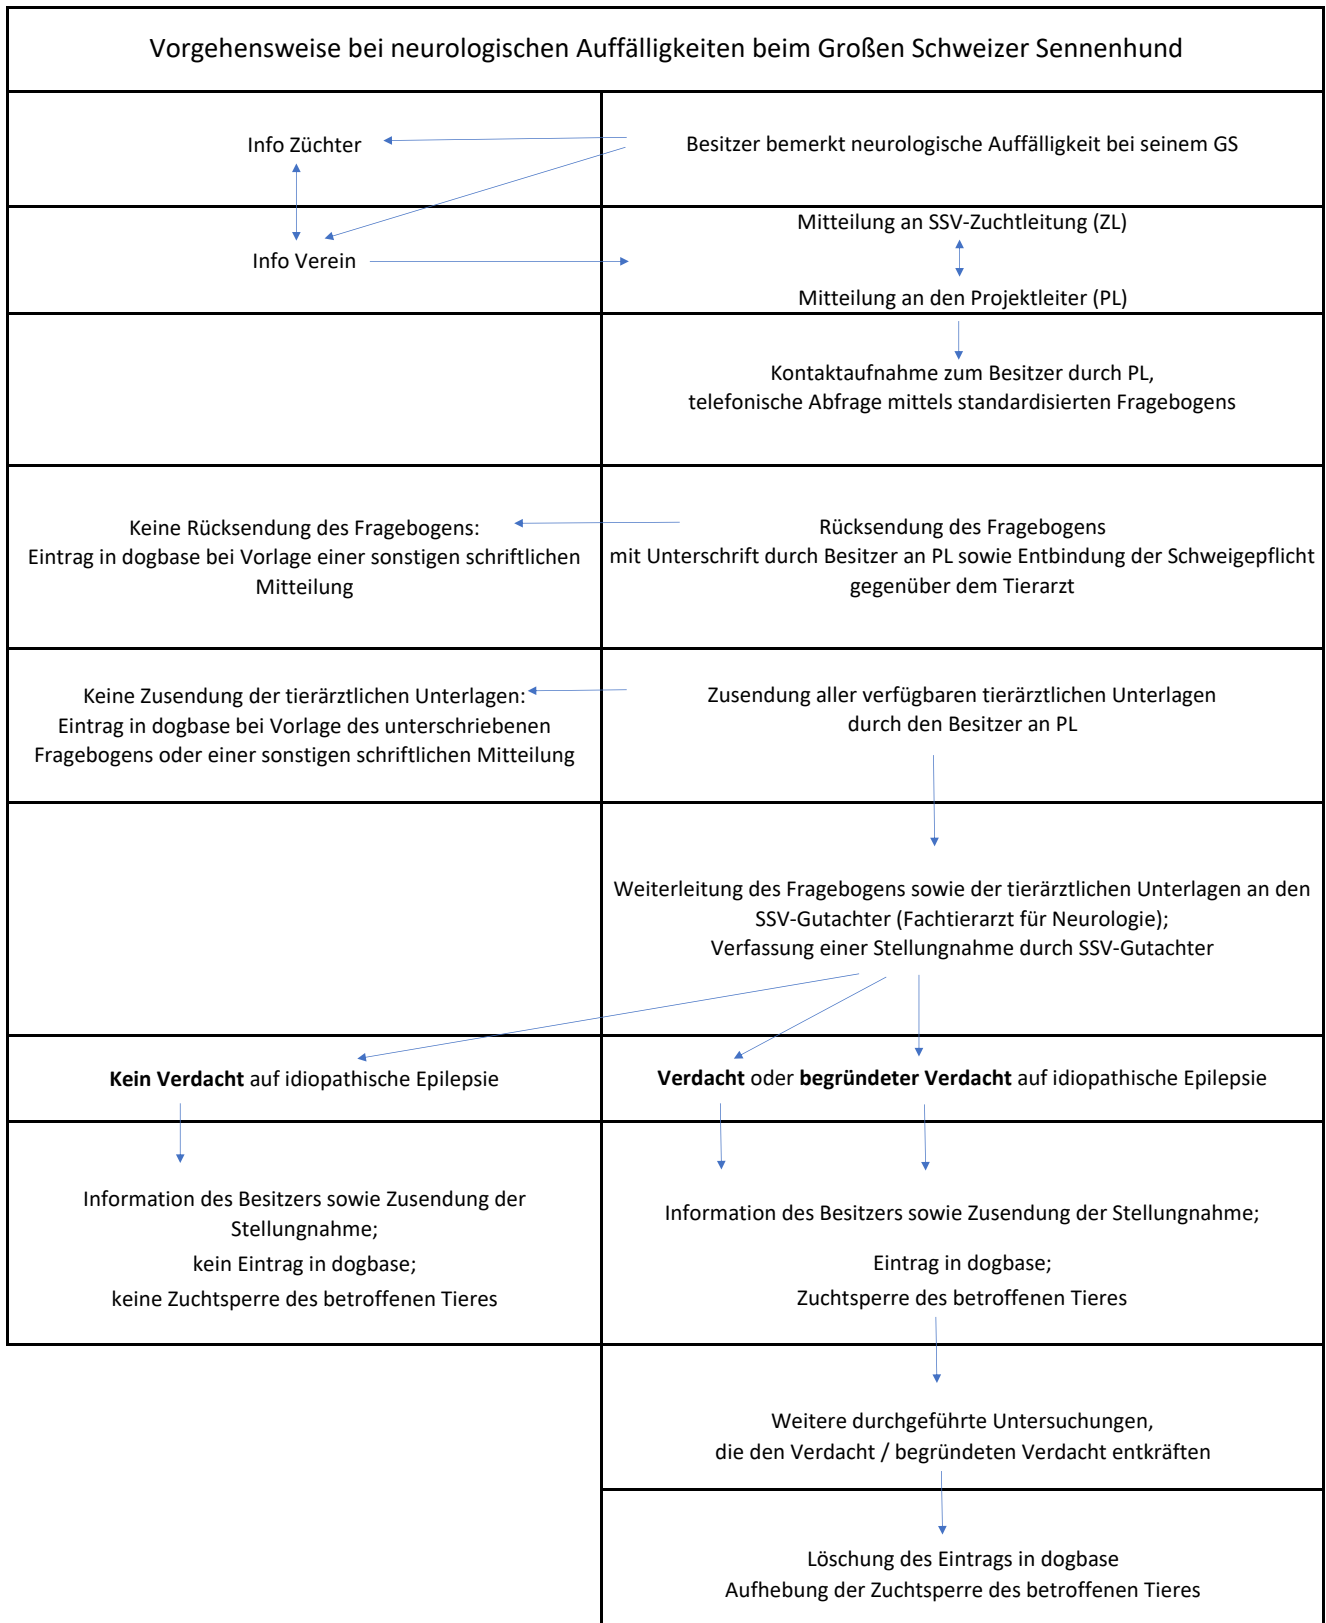 Vorgehensweise bei neurologischen Auffälligkeiten beim Großen Schweizer Sennenhund
Info Züchter
Besitzer bemerkt neurologische Auffälligkeit bei seinem GS
Info Verein
Mitteilung an SSV-Zuchtleitung (ZL)
Mitteilung an den Projektleiter (PL)
Kontaktaufnahme zum Besitzer durch PL,
telefonische Abfrage mittels standardisierten Fragebogens
Keine Rücksendung des Fragebogens:
Eintrag in dogbase bei Vorlage einer sonstigen schriftlichen
Mitteilung
Rücksendung des Fragebogens
mit Unterschrift durch Besitzer an PL sowie Entbindung der Schweigepflicht
gegenüber dem Tierarzt
Keine Zusendung der tierärztlichen Unterlagen:
Eintrag in dogbase bei Vorlage des unterschriebenen
Fragebogens oder einer sonstigen schriftlichen Mitteilung
Zusendung aller verfügbaren tierärztlichen Unterlagen
durch den Besitzer an PL
Weiterleitung des Fragebogens sowie der tierärztlichen Unterlagen an den
SSV-Gutachter (Fachtierarzt für Neurologie);
Verfassung einer Stellungnahme durch SSV-Gutachter
Kein Verdacht auf idiopathische Epilepsie
Verdacht oder begründeter Verdacht auf idiopathische Epilepsie
Information des Besitzers sowie Zusendung der
Stellungnahme;
kein Eintrag in dogbase;
keine Zuchtsperre des betroffenen Tieres
Information des Besitzers sowie Zusendung der Stellungnahme;
Eintrag in dogbase;
Zuchtsperre des betroffenen Tieres
Weitere durchgeführte Untersuchungen,
die den Verdacht / begründeten Verdacht entkräften
Löschung des Eintrags in dogbase
Aufhebung der Zuchtsperre des betroffenen Tieres